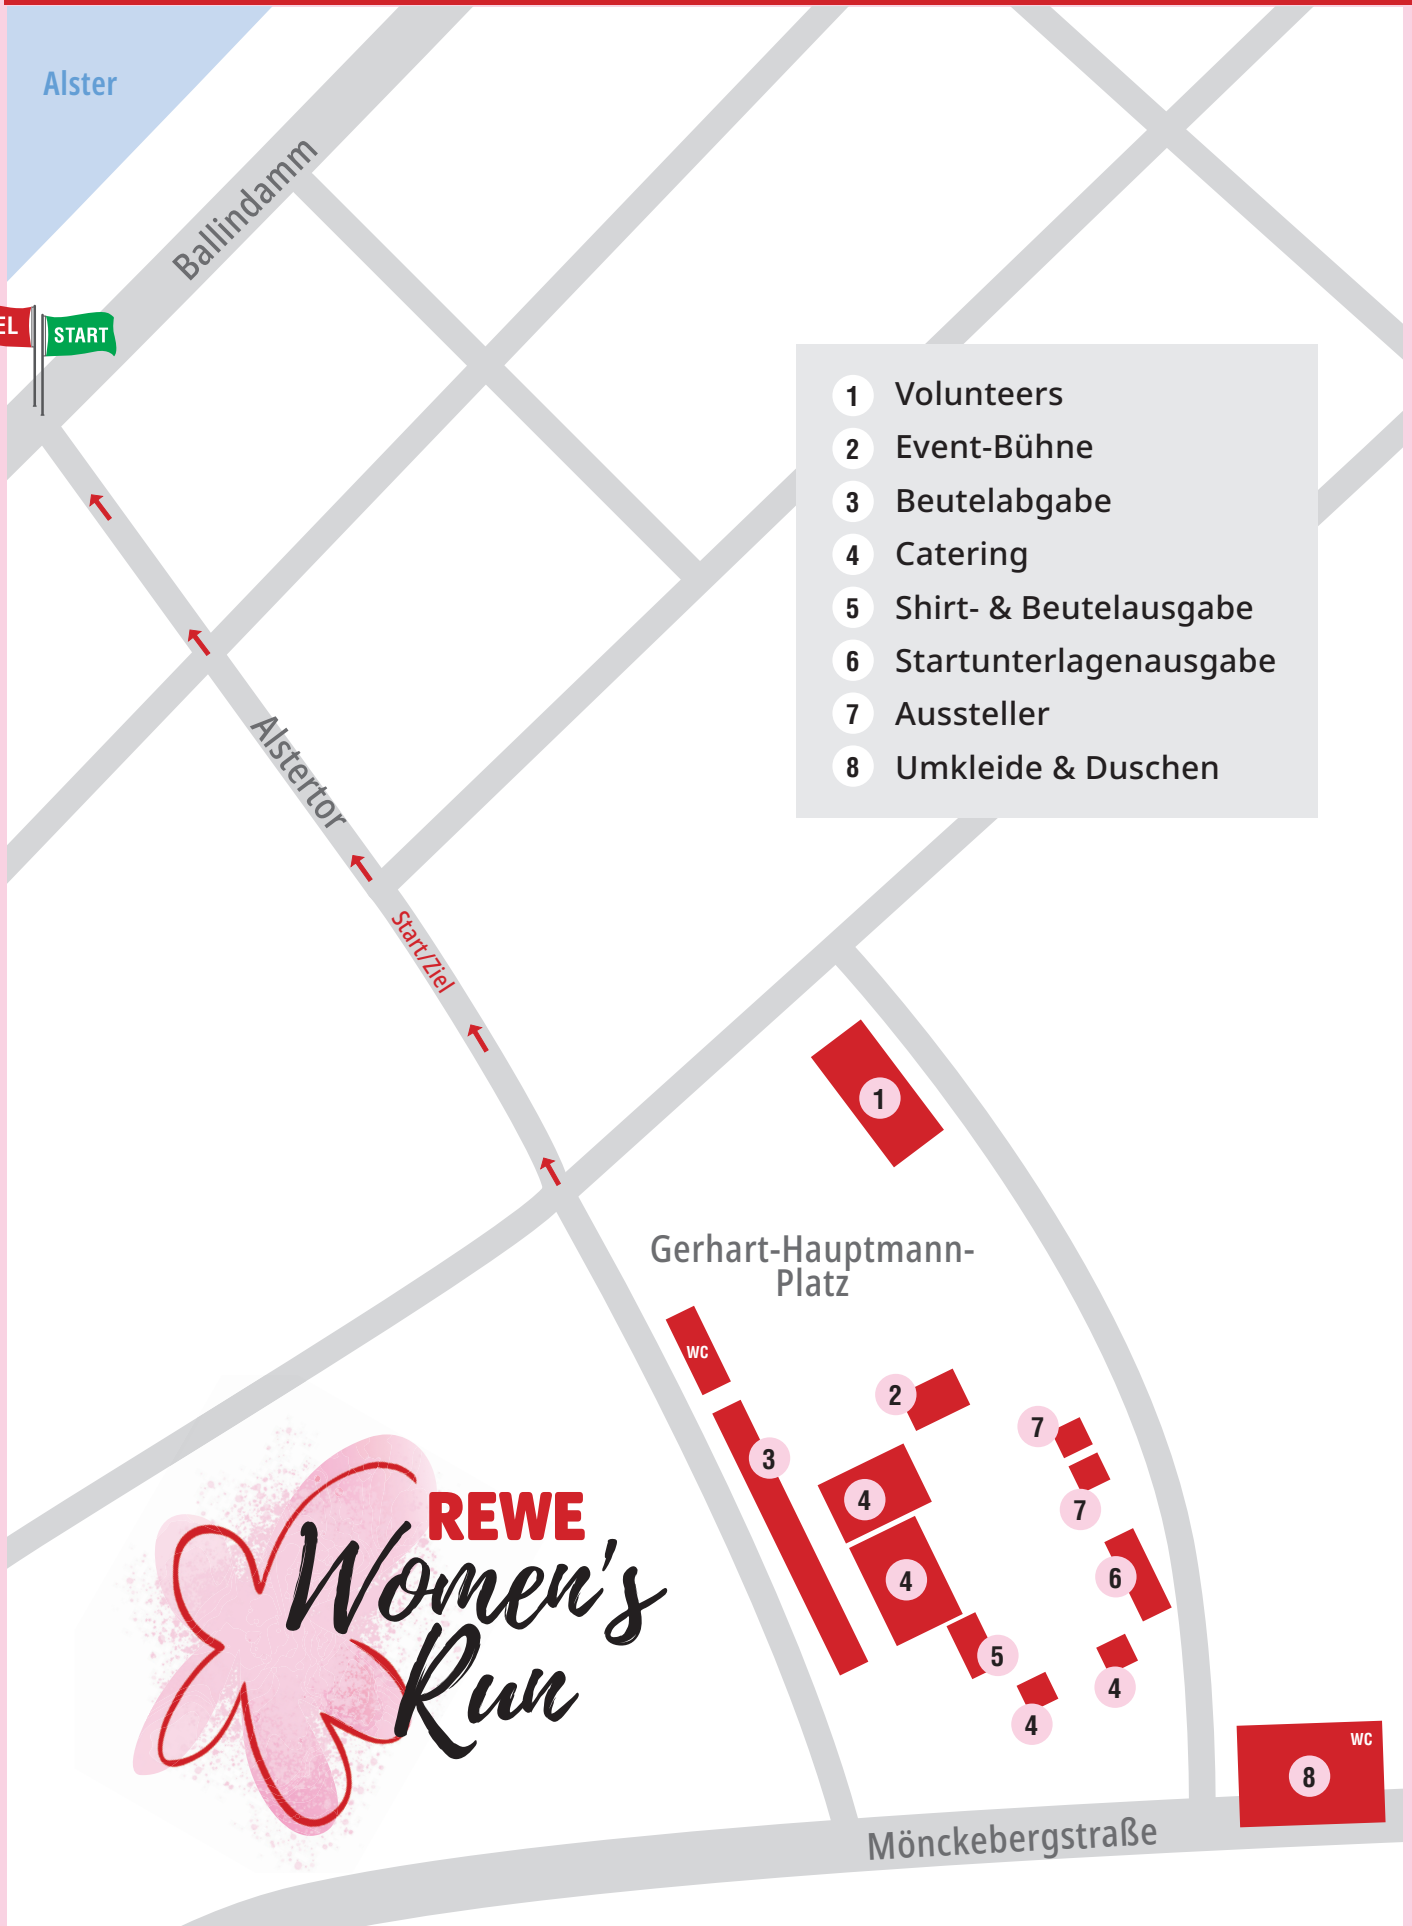 Alster
Ballindamm
EL
START
1 Volunteers
2 Event-Bühne
3 Beutelabgabe
4 Catering
5 Shirt- & Beutelausgabe
6 Startunterlagenausgabe
7 Aussteller
8 Umkleide & Duschen
Alstertor
Start/Ziel
1
Gerhart-Hauptmann-
Platz
WC
2
7
3
4
7
4
6
5
4
4
REWE
Women's
Run
WC
8
Mönckebergstraße